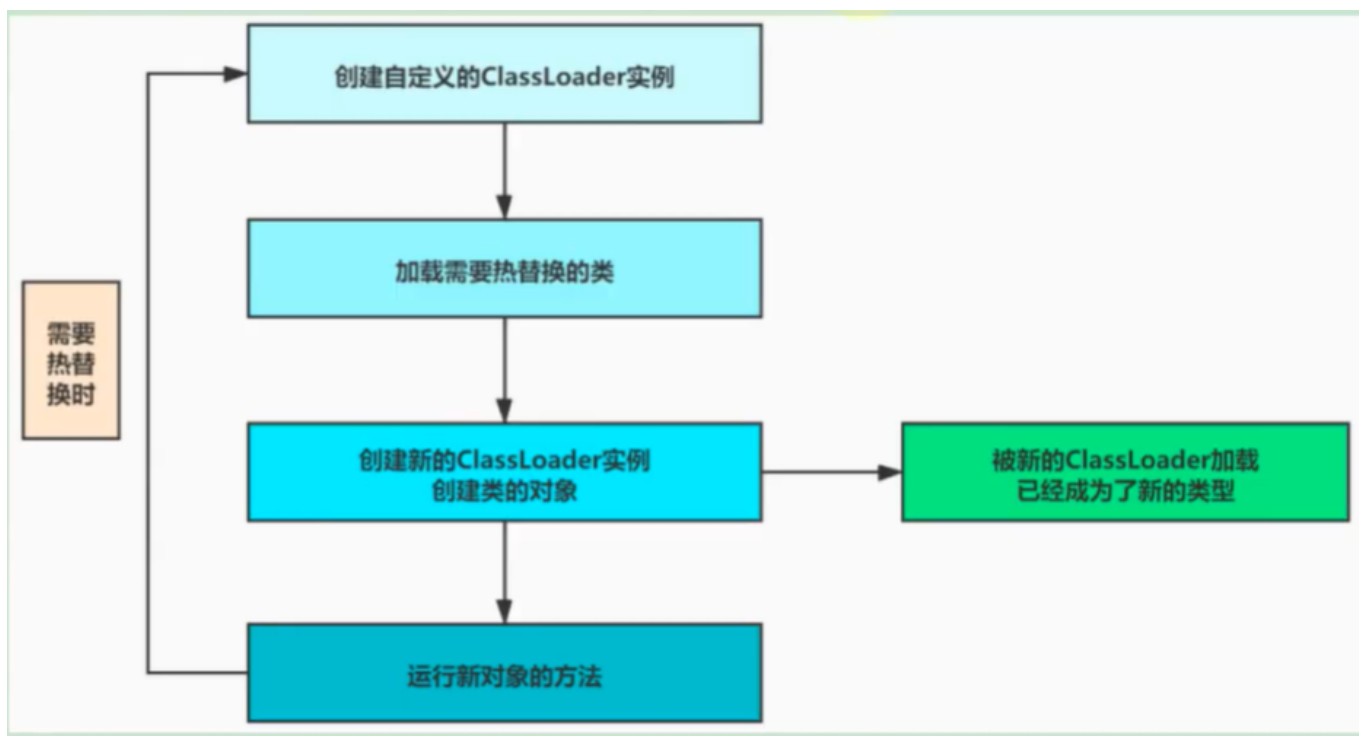 创建自定义的ClassLoader实例
加载需要热替换的类
需要
热替
换时
创建新的ClassLoader实例
创建类的对象
被新的ClassLoader加载
已经成为了新的类型
运行新对象的方法